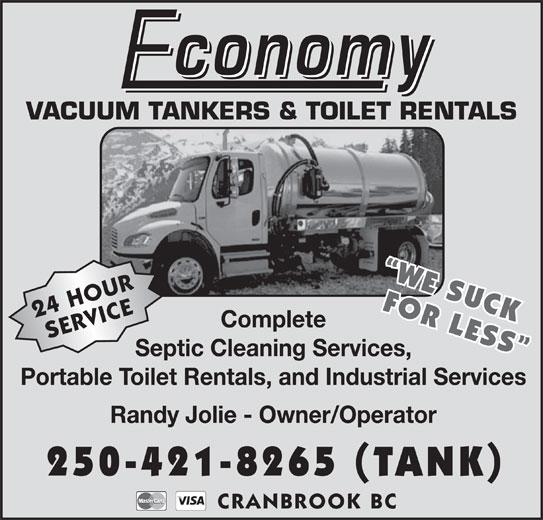 Economy
VACUUM TANKERS & TOILET RENTALS
24 HOUR
SERVICE
"WE SUCK
FOR LESS"
Complete
Septic Cleaning Services,
Portable Toilet Rentals, and Industrial Services
Randy Jolie - Owner/Operator
250-421-8265 (TANK)
MasterCard VISA CRANBROOK BC